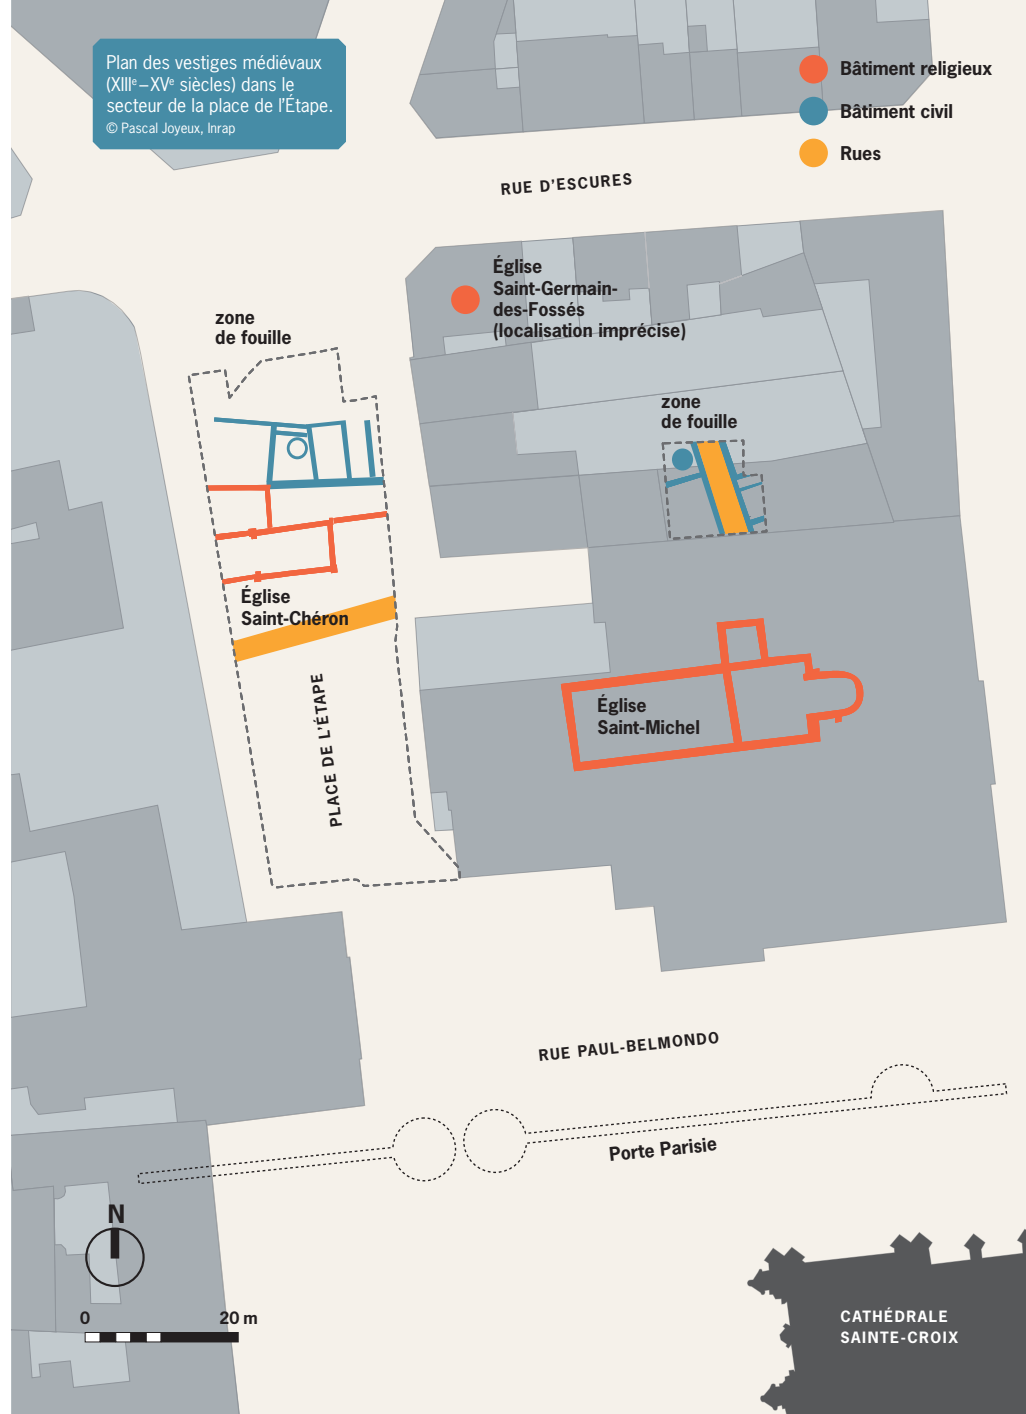 Plan des vestiges médiévaux
(XIIIᵉ–XVᵉ siècles) dans le
secteur de la place de l'Étape.
© Pascal Joyeux, Inrap
Bâtiment religieux
Bâtiment civil
Rues
RUE D'ESCURES
Église
Saint-Germain-
des-Fossés
(localisation imprécise)
zone
de fouille
zone
de fouille
Église
Saint-Chéron
PLACE DE L'ÉTAPE
Église
Saint-Michel
RUE PAUL-BELMONDO
Porte Parisie
N
0 20 m
CATHÉDRALE
SAINTE-CROIX